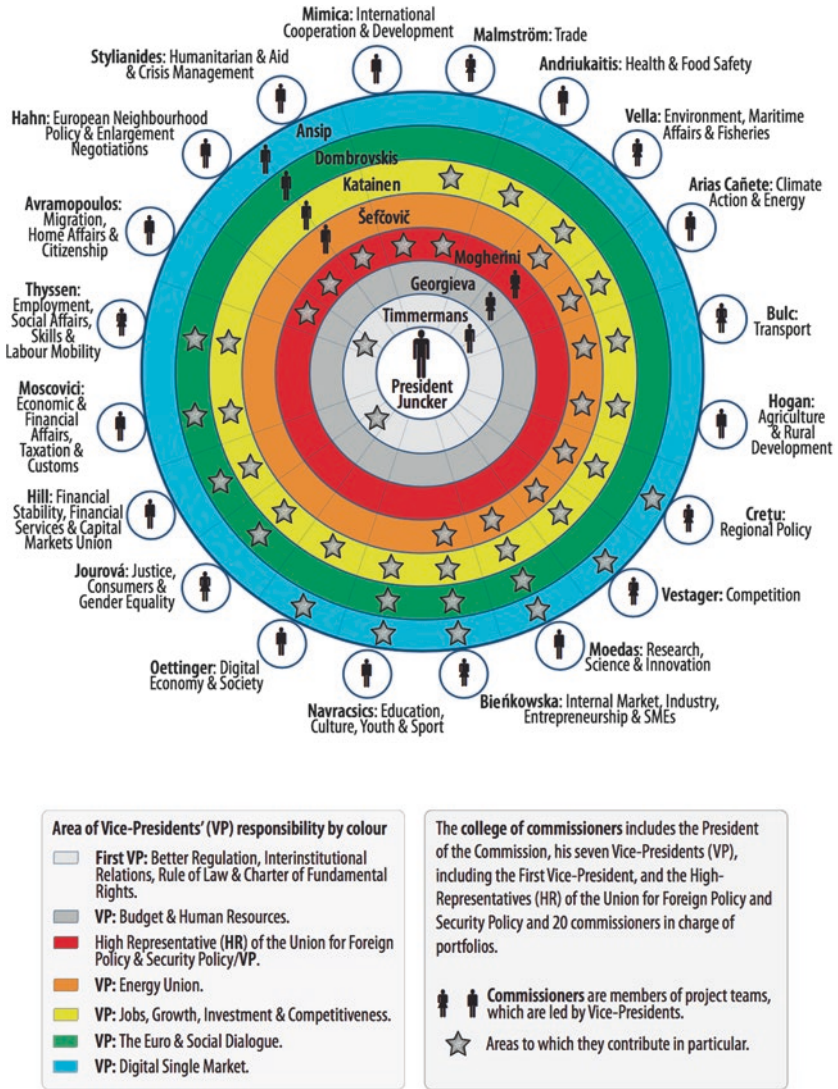 Mimica: International
Cooperation & Development
Malmström: Trade
Stylianides: Humanitarian & Aid
& Crisis Management
Andriukaitis: Health & Food Safety
Hahn: European Neighbourhood
Policy & Enlargement
Negotiations
Vella: Environment, Maritime
Affairs & Fisheries
Avramopoulos:
Migration,
Home Affairs &
Citizenship
Arias Cañete: Climate
Action & Energy
Thyssen:
Employment,
Social Affairs,
Skills &
Labour Mobility
Bulc:
Transport
Moscovici:
Economic &
Financial
Affairs,
Taxation &
Customs
Hogan:
Agriculture
& Rural
Development
Hill: Financial
Stability, Financial
Services & Capital
Markets Union
Creţu:
Regional Policy
Jourová: Justice,
Consumers &
Gender Equality
Vestager: Competition
Oettinger: Digital
Economy & Society
Moedas: Research,
Science & Innovation
Navracsics: Education,
Culture, Youth & Sport
Bieńkowska: Internal Market, Industry,
Entrepreneurship & SMEs
Ansip
Dombrovskis
Katainen
Šefčovič
Mogherini
Georgieva
Timmermans
President
Juncker
Area of Vice-Presidents' (VP) responsibility by colour
First VP: Better Regulation, Interinstitutional
Relations, Rule of Law & Charter of Fundamental
Rights.
VP: Budget & Human Resources.
High Representative (HR) of the Union for Foreign
Policy & Security Policy/VP.
VP: Energy Union.
VP: Jobs, Growth, Investment & Competitiveness.
VP: The Euro & Social Dialogue.
VP: Digital Single Market.
The college of commissioners includes the President
of the Commission, his seven Vice-Presidents (VP),
including the First Vice-President, and the High-
Representatives (HR) of the Union for Foreign Policy and
Security Policy and 20 commissioners in charge of
portfolios.
Commissioners are members of project teams,
which are led by Vice-Presidents.
Areas to which they contribute in particular.